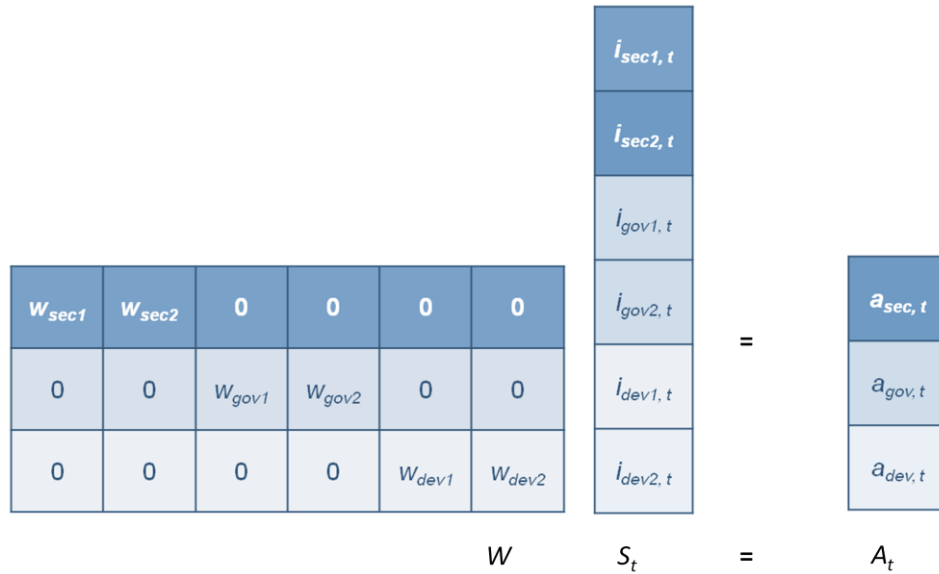 i_sec1, t
i_sec2, t
i_gov1, t
w_sec1 w_sec2 0 0 0 0 i_gov2, t = a_sec, t
0 0 w_gov1 w_gov2 0 0 i_dev1, t a_gov, t
0 0 0 0 w_dev1 w_dev2 i_dev2, t a_dev, t
W S_t = A_t